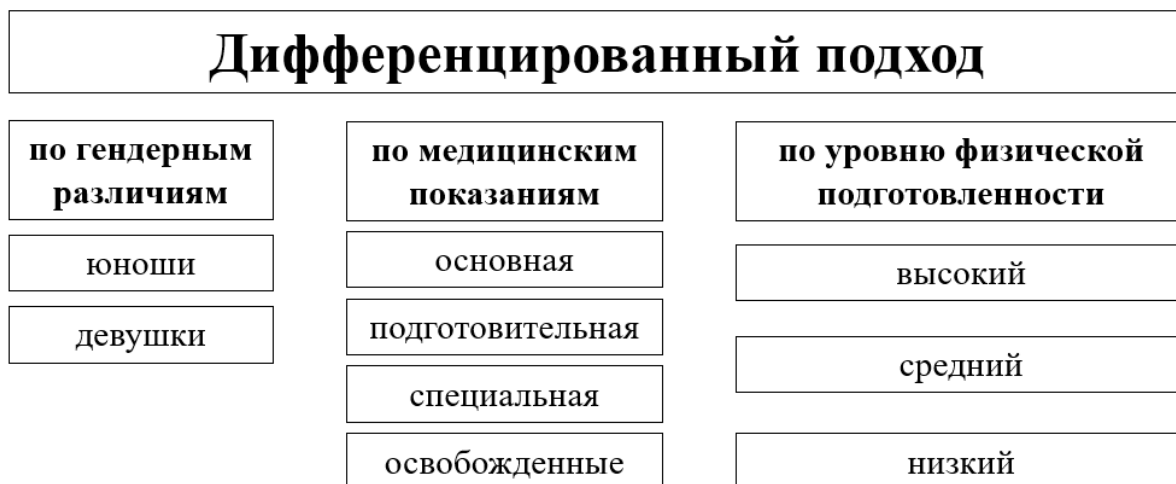 Дифференцированный подход
по гендерным
различиям
юноши
девушки
по медицинским
показаниям
основная
подготовительная
специальная
освобожденные
по уровню физической
подготовленности
высокий
средний
низкий